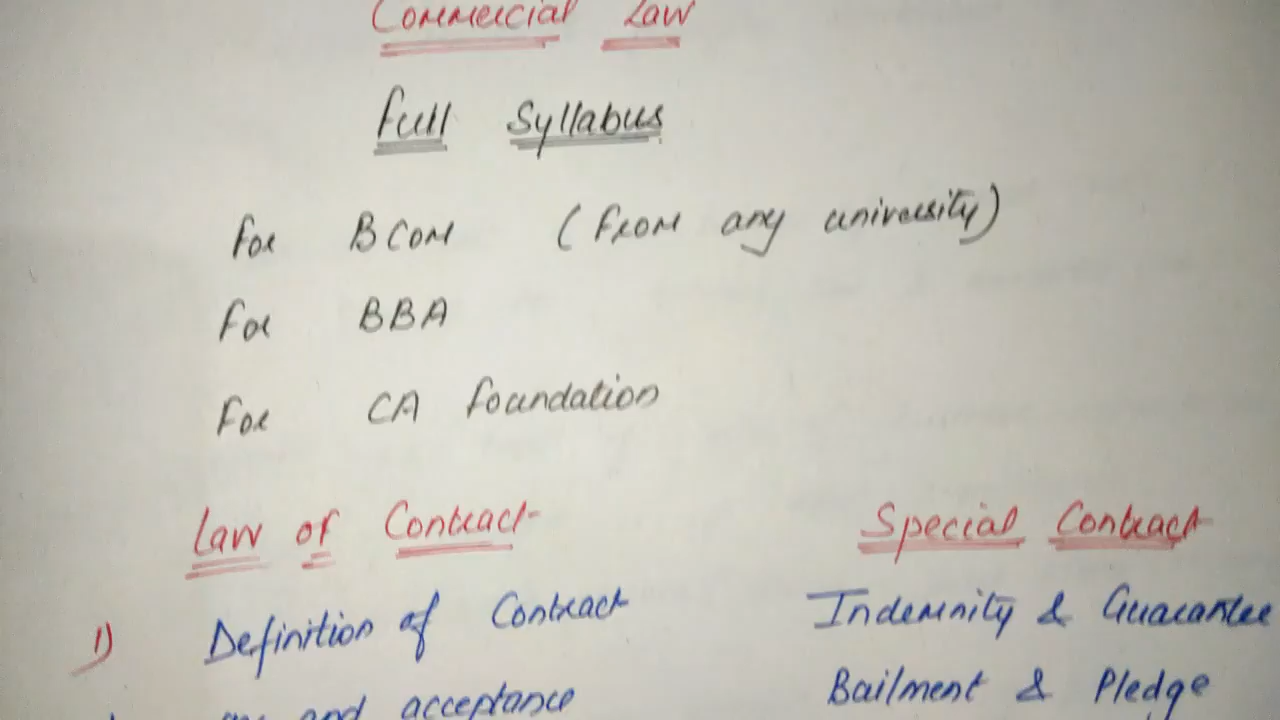 Commercial Law
Full Syllabus
For BCom (From any university)
For BBA
For CA Foundation
Law of Contract
Special Contract
1) Definition of Contract
Indemnity & Guarantee
and acceptance
Bailment & Pledge